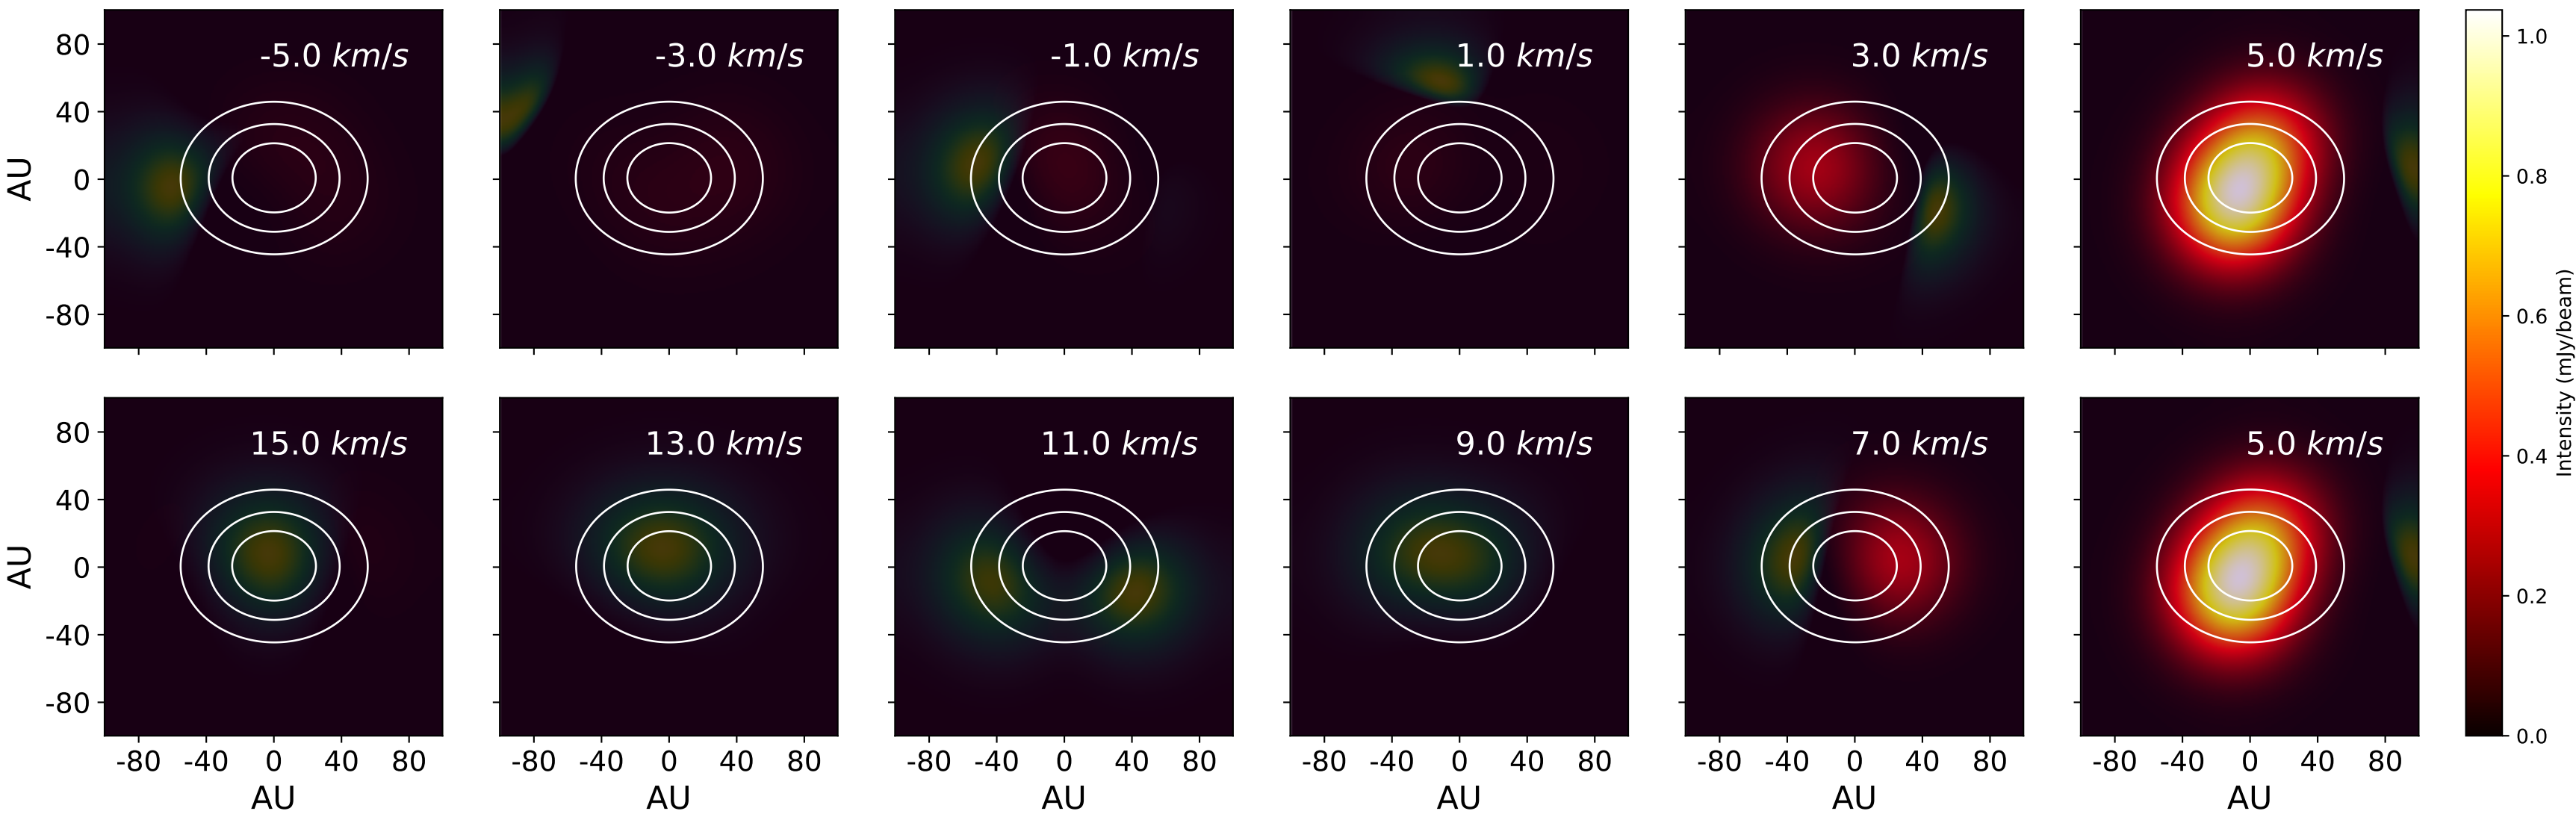 -5.0 km/s
-3.0 km/s
-1.0 km/s
1.0 km/s
3.0 km/s
5.0 km/s
80
40
0
-40
-80
AU
15.0 km/s
13.0 km/s
11.0 km/s
9.0 km/s
7.0 km/s
5.0 km/s
80
40
0
-40
-80
AU
-80 -40 0 40 80
-80 -40 0 40 80
-80 -40 0 40 80
-80 -40 0 40 80
-80 -40 0 40 80
-80 -40 0 40 80
AU
AU
AU
AU
AU
AU
1.0
0.8
0.6
0.4
0.2
0.0
Intensity (mJy/beam)